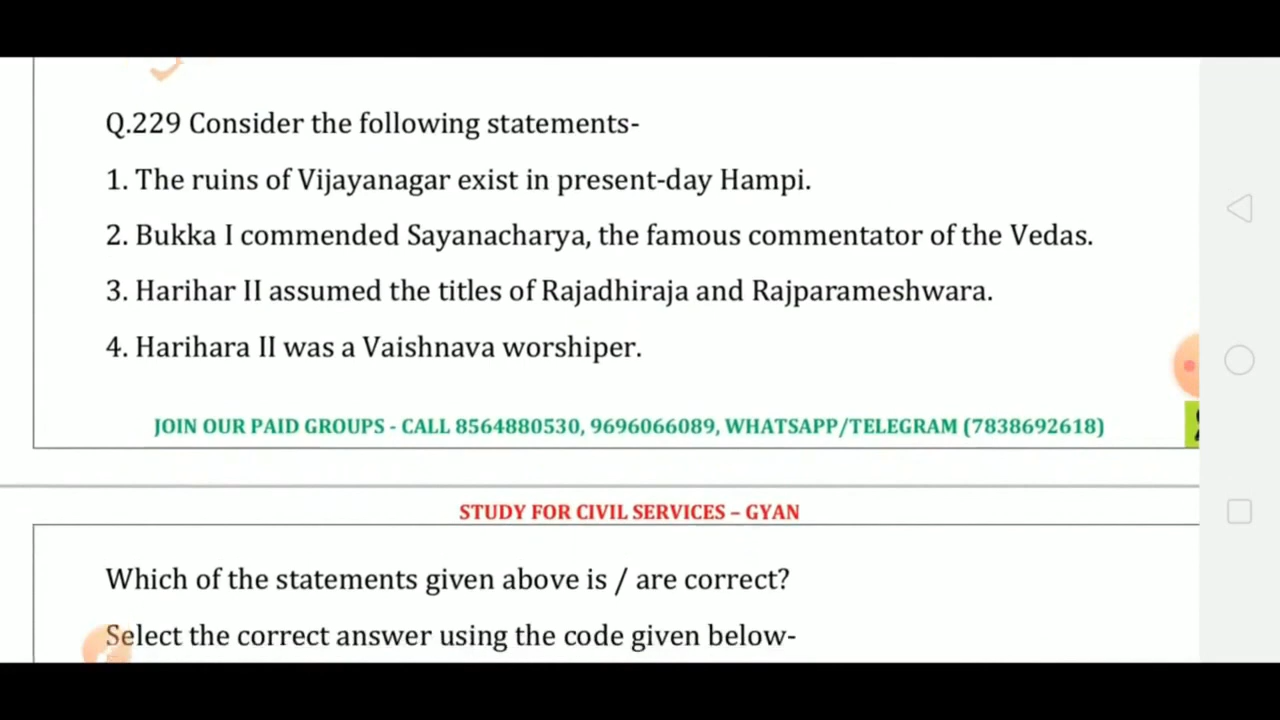 Q.229 Consider the following statements-
1. The ruins of Vijayanagar exist in present-day Hampi.
2. Bukka I commended Sayanacharya, the famous commentator of the Vedas.
3. Harihar II assumed the titles of Rajadhiraja and Rajparameshwara.
4. Harihara II was a Vaishnava worshiper.
JOIN OUR PAID GROUPS - CALL 8564880530, 9696066089, WHATSAPP/TELEGRAM (7838692618)
STUDY FOR CIVIL SERVICES – GYAN
Which of the statements given above is / are correct?
Select the correct answer using the code given below-